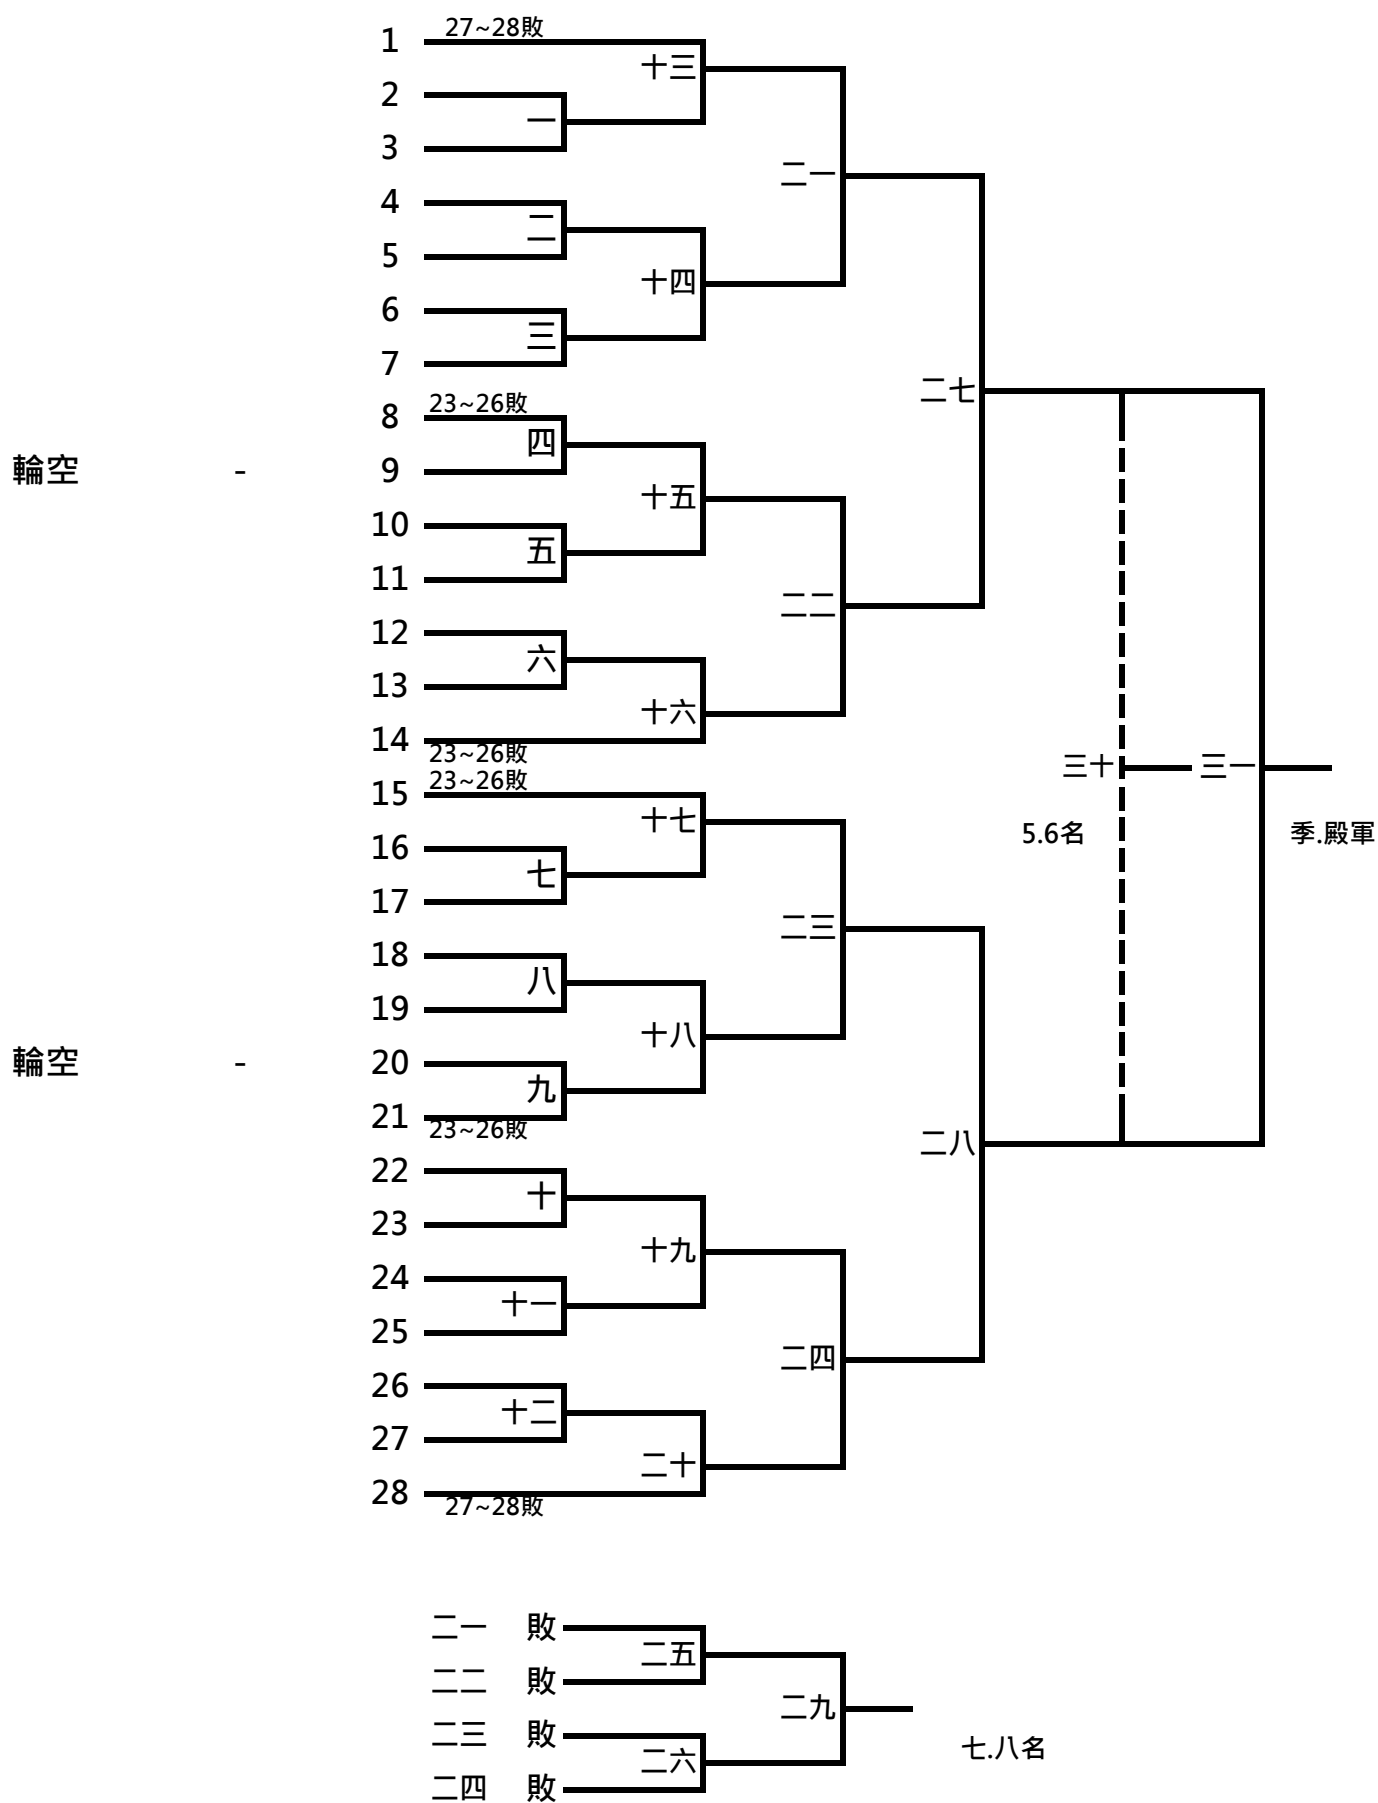 27~28敗
1
十三
2
一
3
二一
4
二
5
十四
6
三
7
二七
23~26敗
8
四
輪空 -
9
十五
10
五
11
二二
12
六
13
十六
14
23~26敗
三十
三一
23~26敗
15
十七
5.6名
季.殿軍
16
七
17
二三
18
八
19
十八
輪空 -
20
九
21
23~26敗
二八
22
十
23
十九
24
十一
25
二四
26
十二
27
二十
28
27~28敗
二一 敗
二五
二二 敗
二九
二三 敗
七.八名
二六
二四 敗